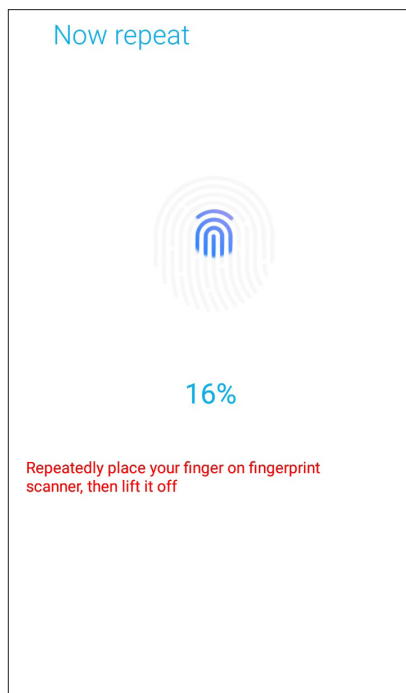 Now repeat
16%
Repeatedly place your finger on fingerprint
scanner, then lift it off